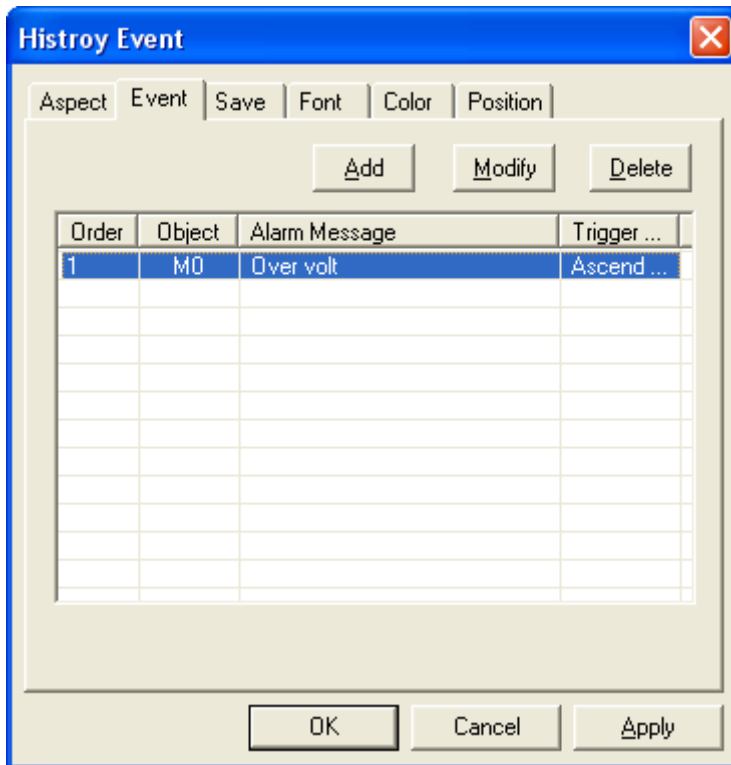 Histroy Event
Aspect Event Save Font Color Position
Add Modify Delete
Order Object Alarm Message Trigger ...
1 M0 Over volt Ascend ...
OK Cancel Apply